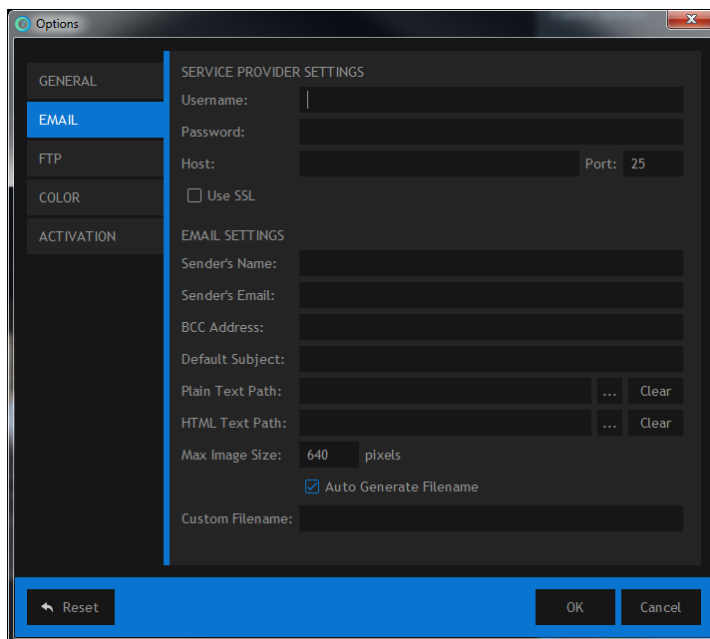 Options
x
GENERAL
EMAIL
FTP
COLOR
ACTIVATION
SERVICE PROVIDER SETTINGS
Username:
Password:
Host: Port: 25
Use SSL
EMAIL SETTINGS
Sender's Name:
Sender's Email:
BCC Address:
Default Subject:
Plain Text Path: ... Clear
HTML Text Path: ... Clear
Max Image Size: 640 pixels
Auto Generate Filename
Custom Filename:
Reset OK Cancel